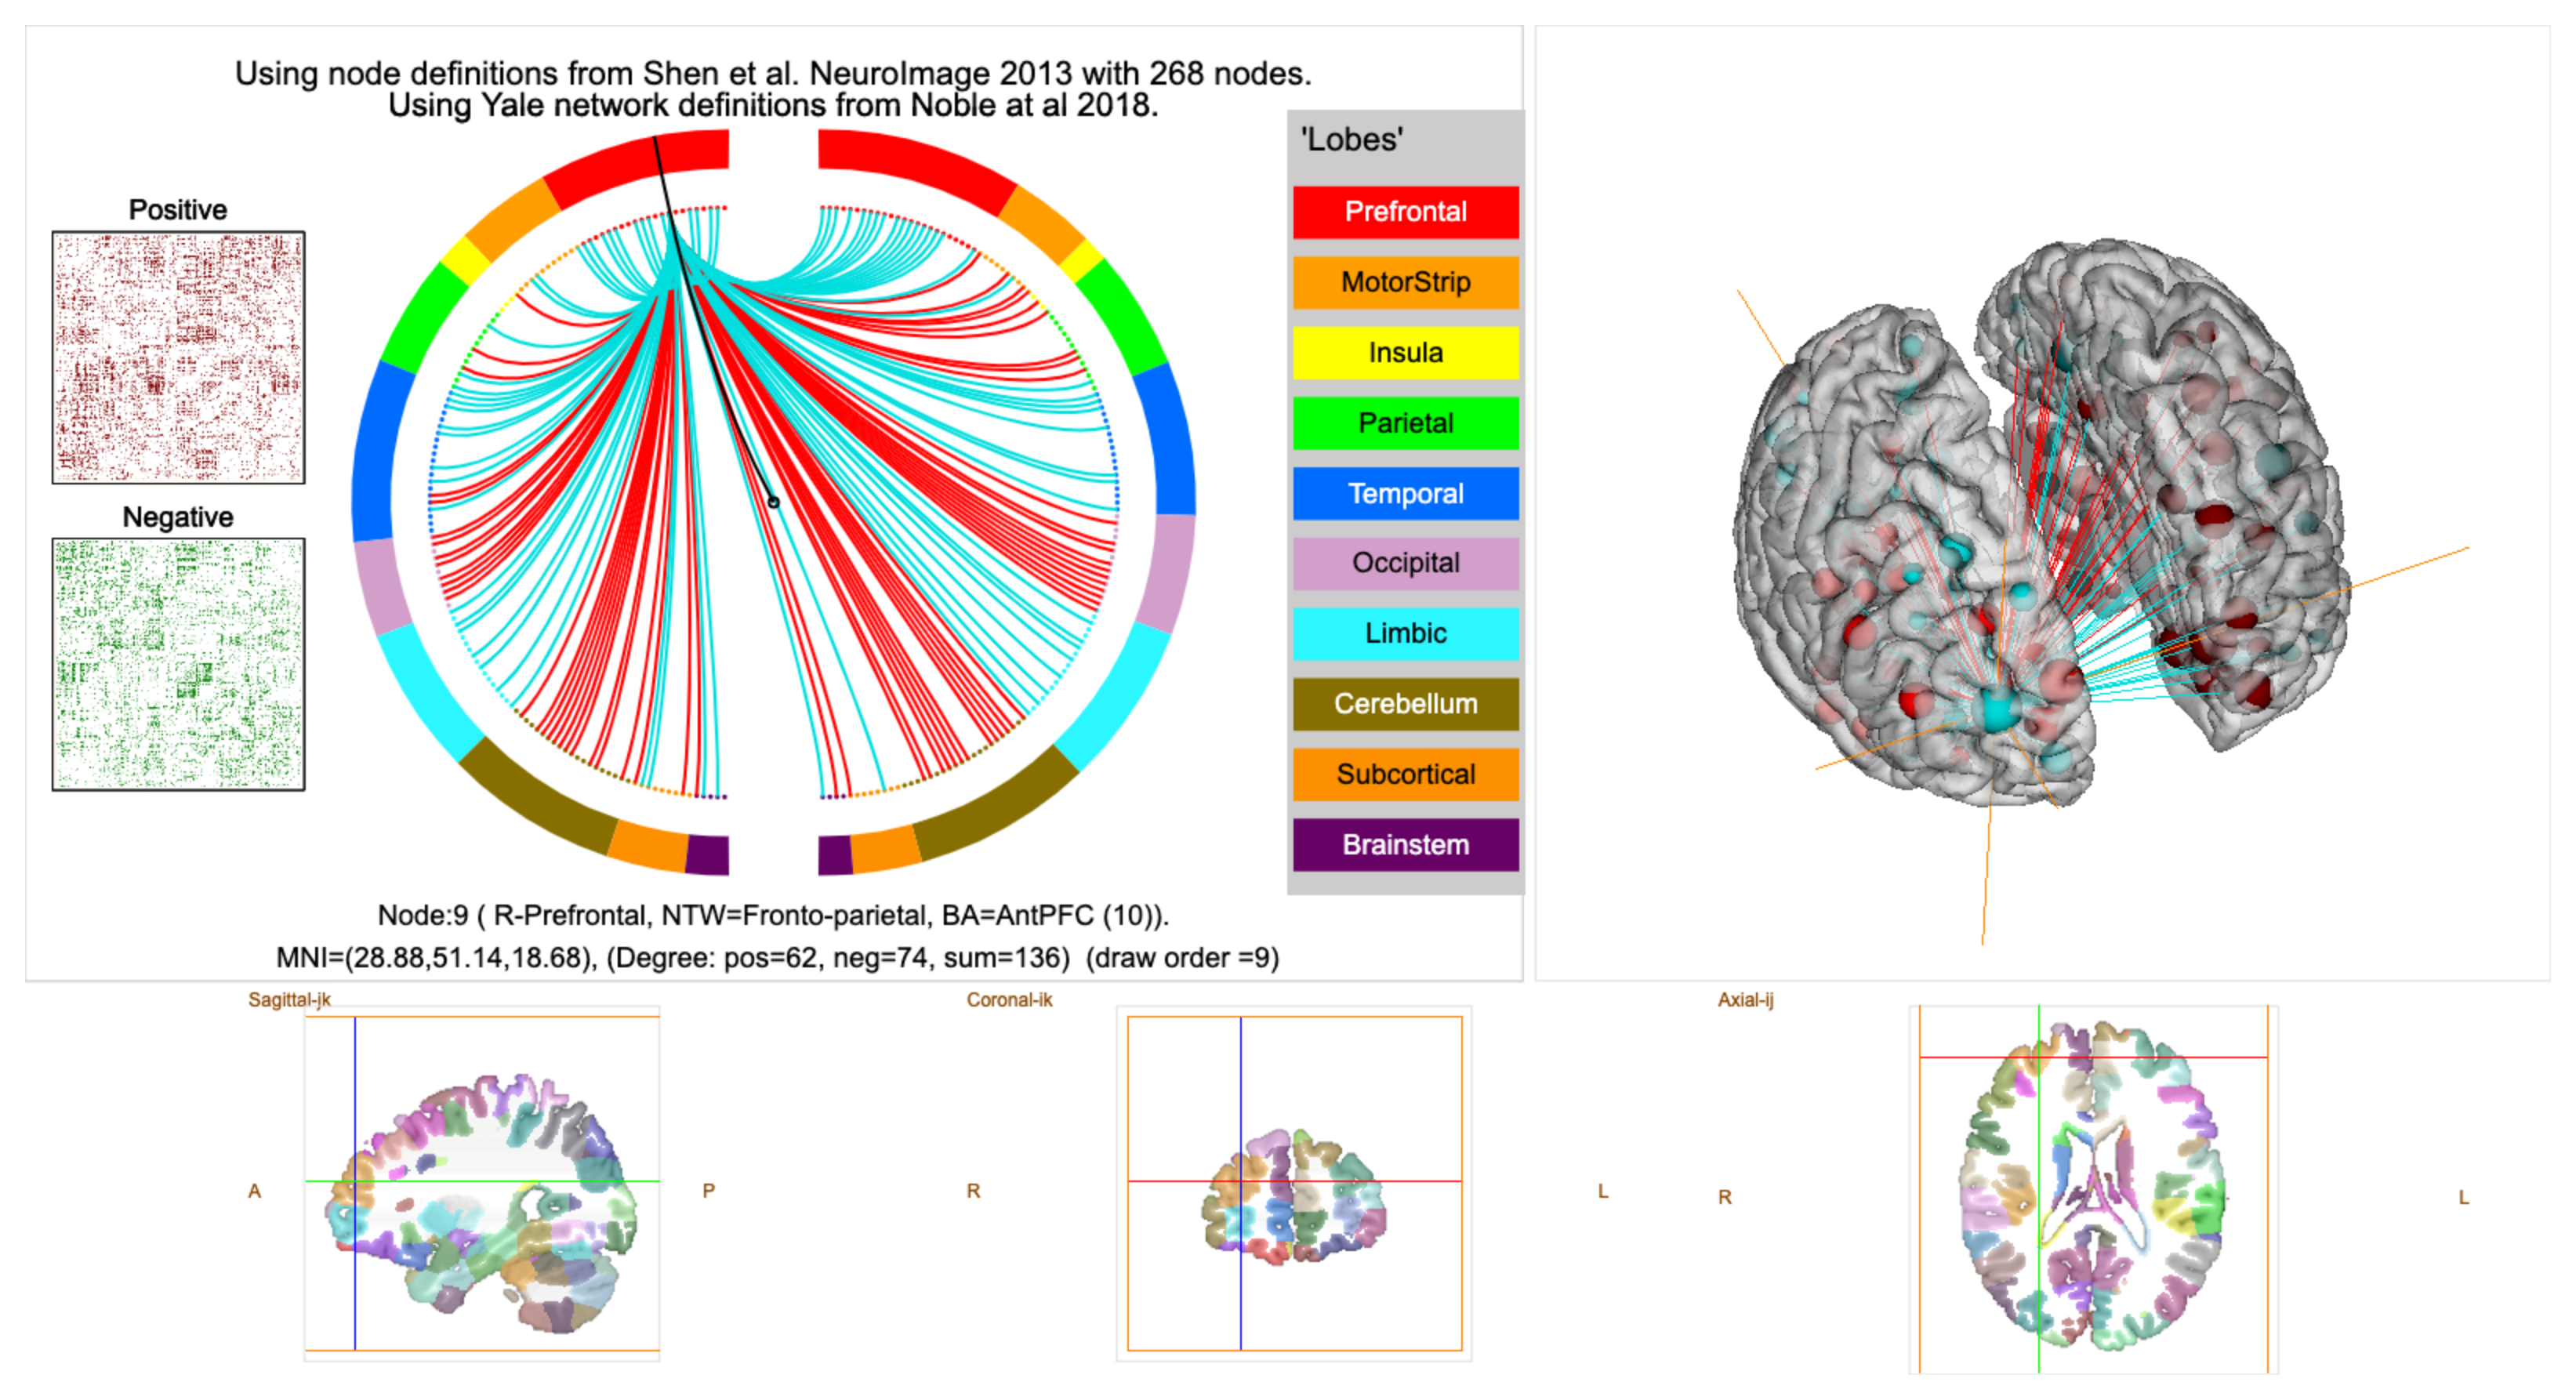 Using node definitions from Shen et al. NeuroImage 2013 with 268 nodes.
Using Yale network definitions from Noble at al 2018.
Positive
Negative
'Lobes'
Prefrontal
MotorStrip
Insula
Parietal
Temporal
Occipital
Limbic
Cerebellum
Subcortical
Brainstem
Node:9 ( R-Prefrontal, NTW=Fronto-parietal, BA=AntPFC (10)).
MNI=(28.88,51.14,18.68), (Degree: pos=62, neg=74, sum=136) (draw order =9)
Sagittal-jk
Coronal-ik
Axial-ij
A
P
R
L
R
L